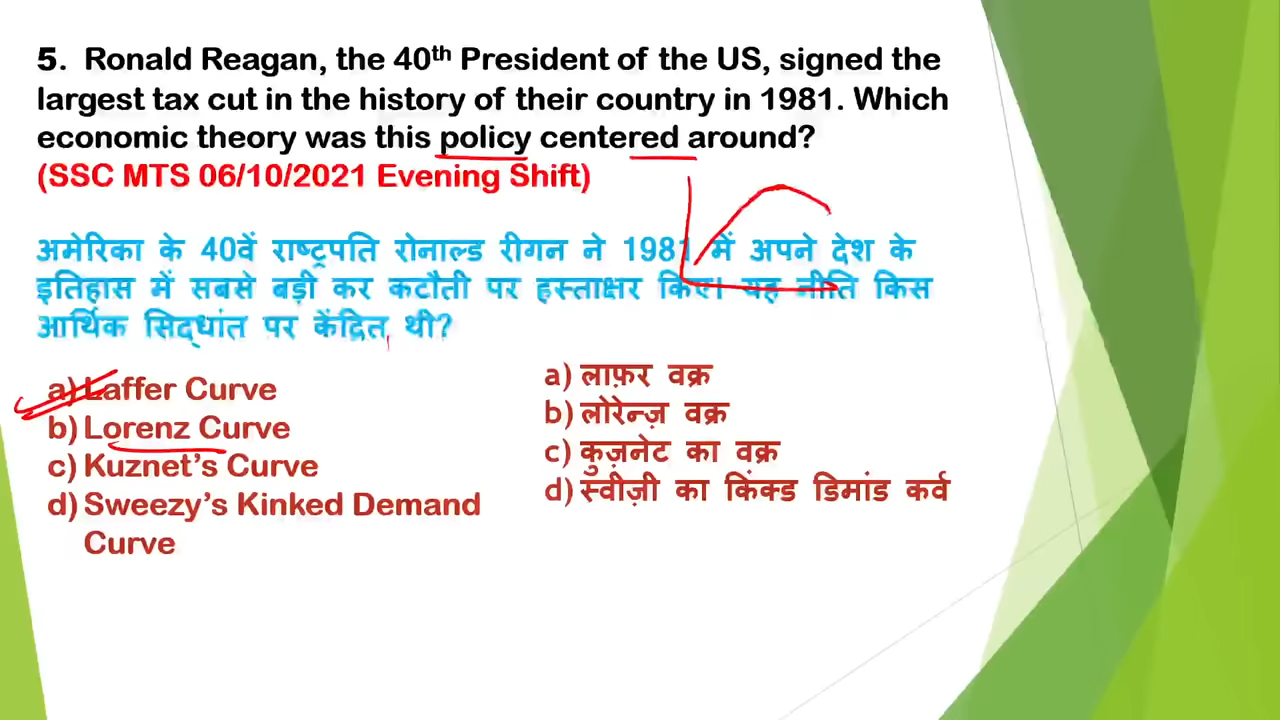 5. Ronald Reagan, the 40th President of the US, signed the
largest tax cut in the history of their country in 1981. Which
economic theory was this policy centered around?
(SSC MTS 06/10/2021 Evening Shift)
अमेरिका के 40वें राष्ट्रपति रोनाल्ड रीगन ने 1981 में अपने देश के
इतिहास में सबसे बड़ी कर कटौती पर हस्ताक्षर किए। यह नीति किस
आर्थिक सिद्धांत पर केंद्रित थी?
a) Laffer Curve
b) Lorenz Curve
c) Kuznet’s Curve
d) Sweezy’s Kinked Demand
Curve
a) लाफ़र वक्र
b) लोरेन्ज़ वक्र
c) कुज़नेट का वक्र
d) स्वीज़ी का किंक्ड डिमांड कर्व